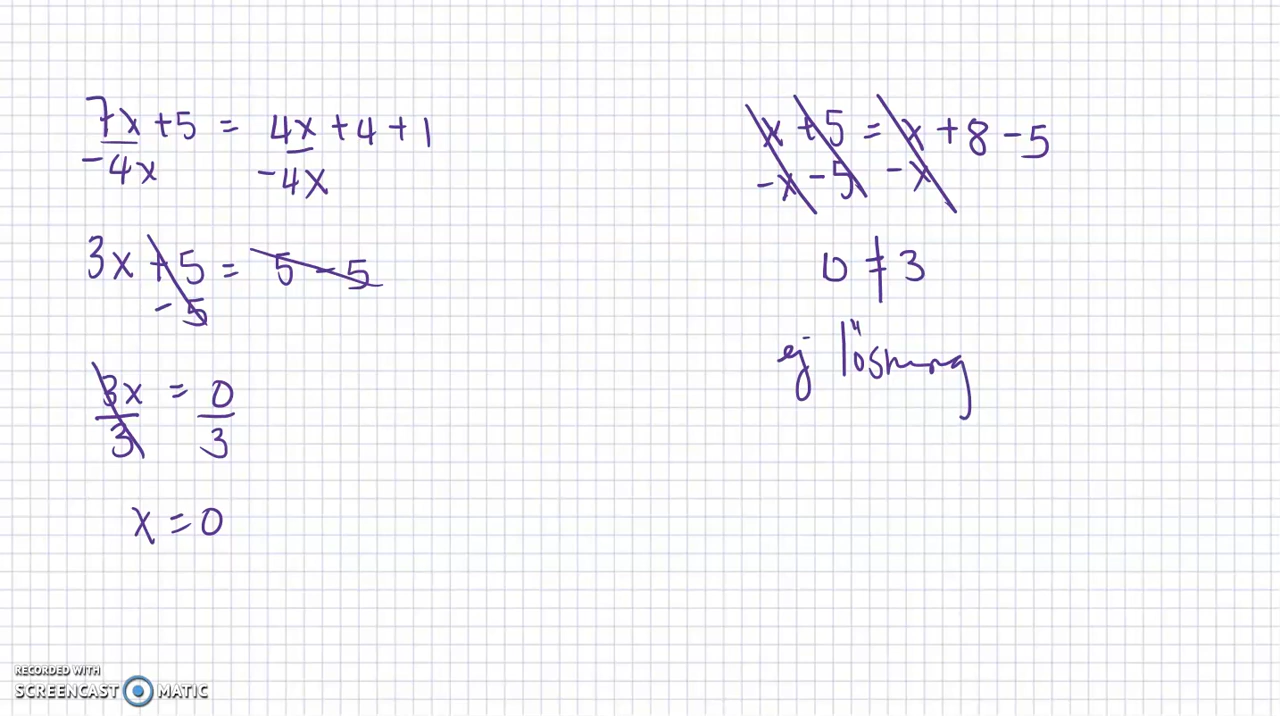 7x + 5 = 4x + 4 + 1
-4x -4x
3x + 5 = 5 - 5
- 5
3x = 0
3 3
x = 0
x + 5 = x + 8 - 5
-x - 5 -x
0 ≠ 3
ej lösning
RECORDED WITH
SCREENCAST MATIC